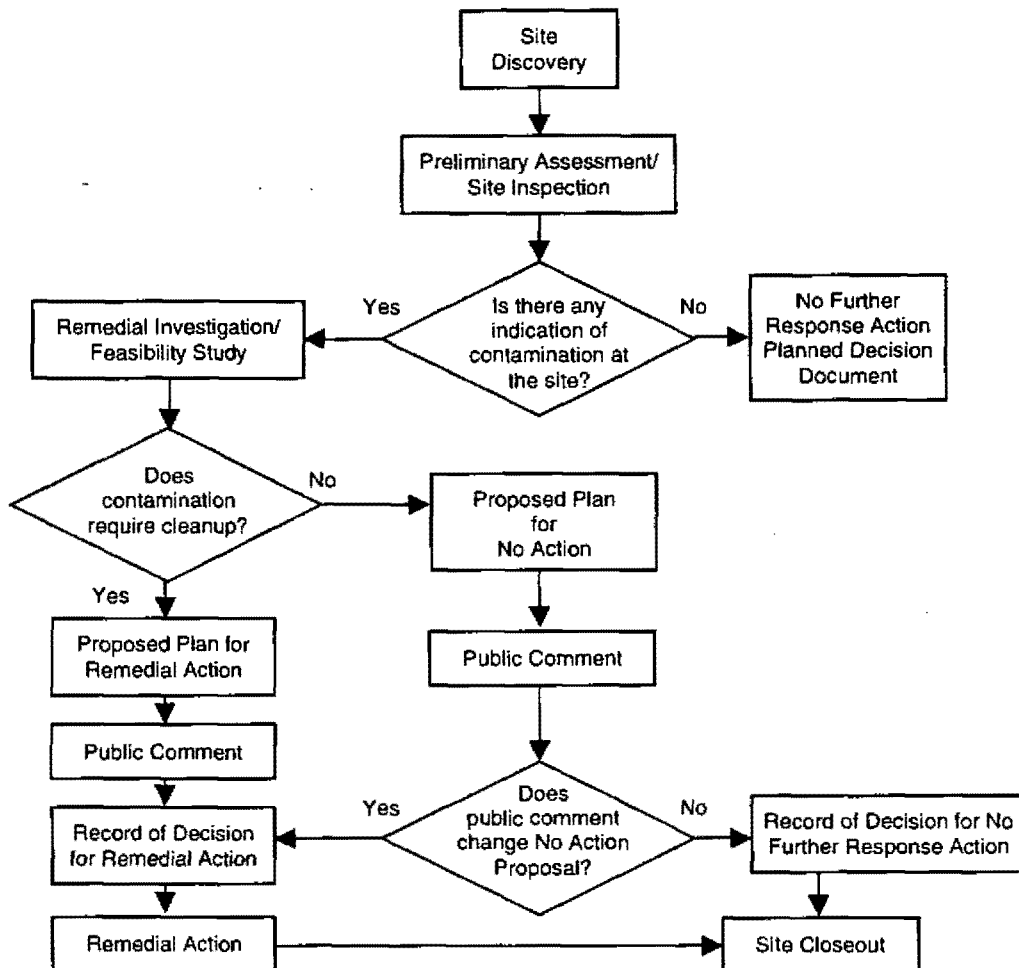 Site
Discovery
Preliminary Assessment/
Site Inspection
Yes
Is there any
indication of
contamination at
the site?
No
No Further
Response Action
Planned Decision
Document
Remedial Investigation/
Feasibility Study
Does
contamination
require cleanup?
No
Proposed Plan
for
No Action
Yes
Proposed Plan for
Remedial Action
Public Comment
Public Comment
Yes
Does
public comment
change No Action
Proposal?
No
Record of Decision
for Remedial Action
Record of Decision for No
Further Response Action
Remedial Action
Site Closeout